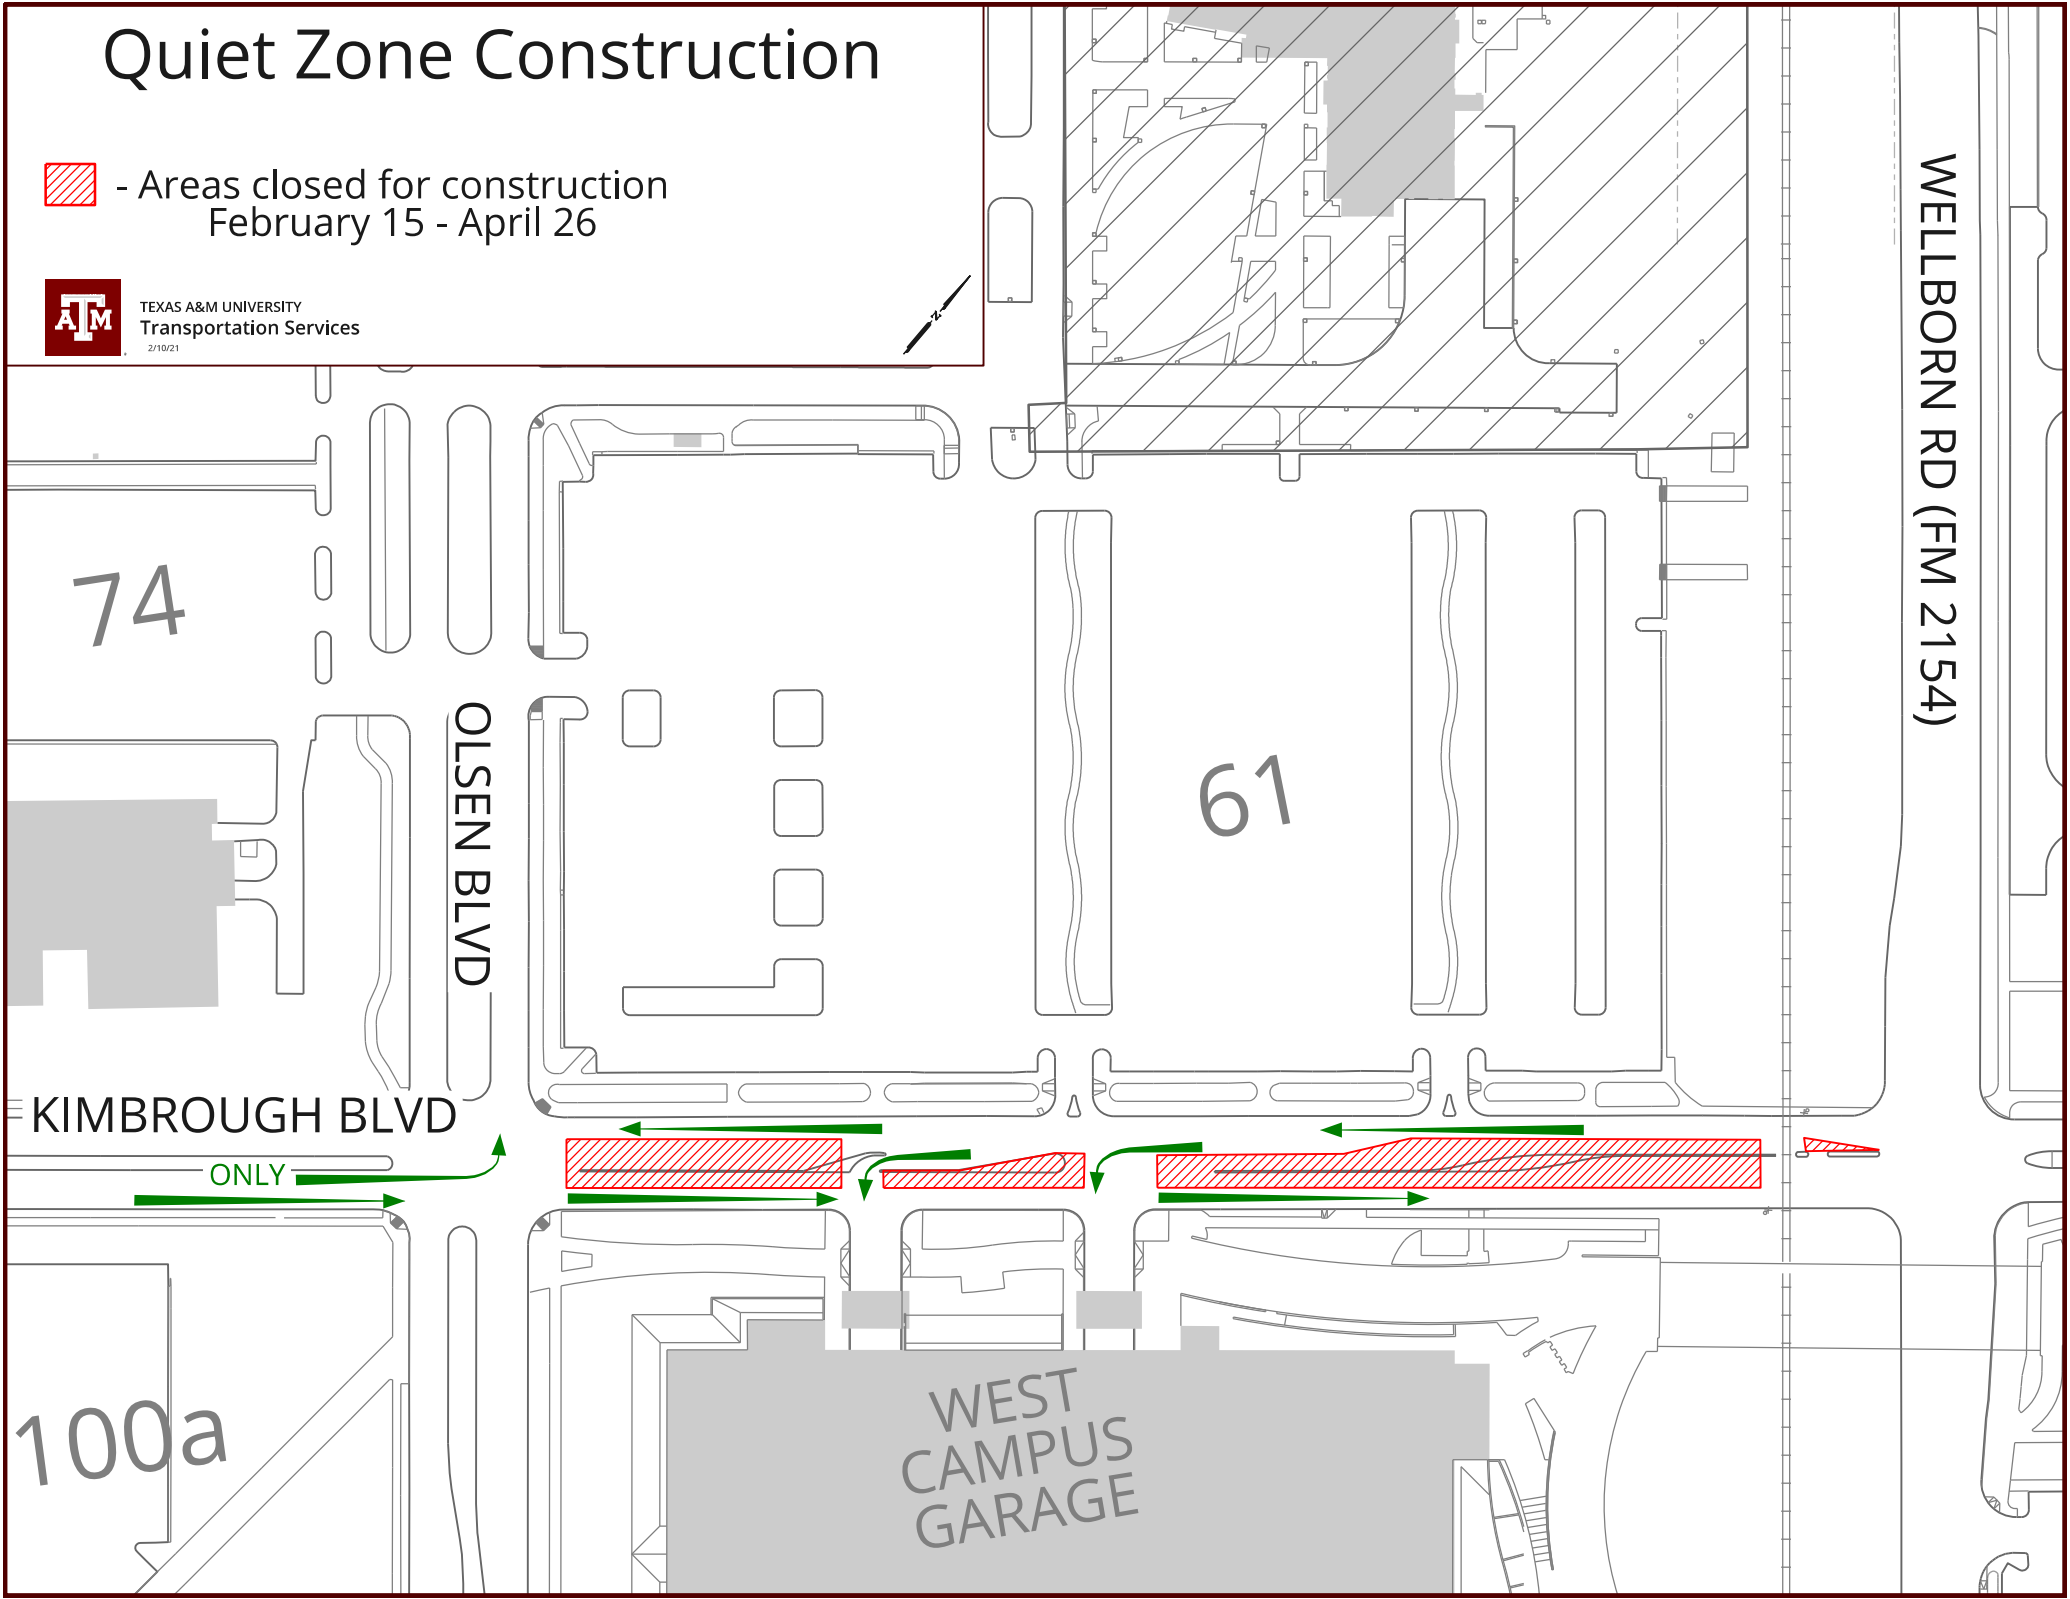 Quiet Zone Construction
- Areas closed for construction
February 15 - April 26
TEXAS A&M UNIVERSITY
Transportation Services
2/10/21
ATM
N
WELLBORN RD (FM 2154)
74
61
OLSEN BLVD
KIMBROUGH BLVD
ONLY
100a
WEST
CAMPUS
GARAGE